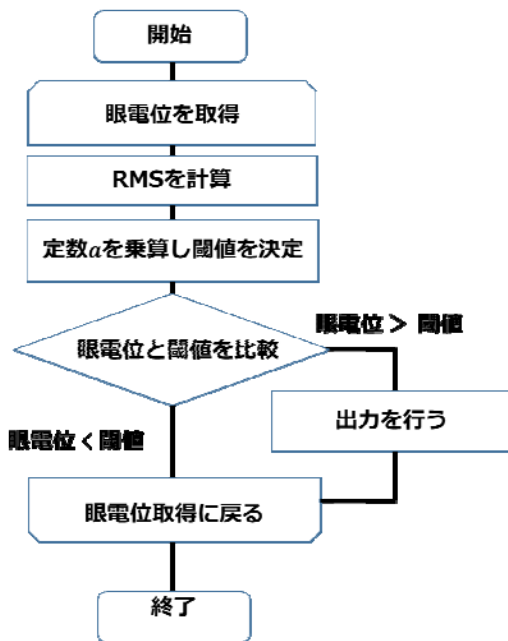 開始
眼電位を取得
RMSを計算
定数aを乗算し閾値を決定
眼電位と閾値を比較
眼電位 > 閾値
出力を行う
眼電位 < 閾値
眼電位取得に戻る
終了